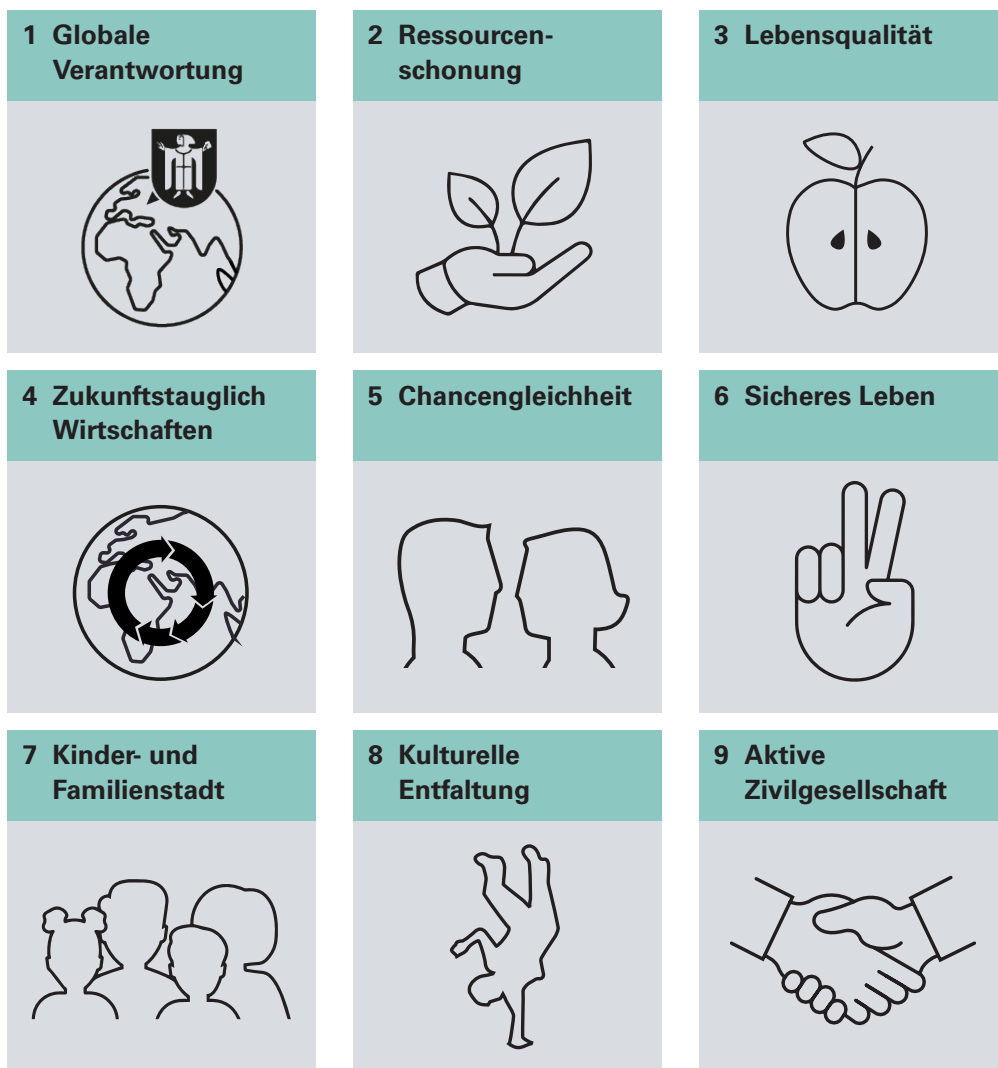 1 Globale
Verantwortung
2 Ressourcen-
schonung
3 Lebensqualität
4 Zukunftstauglich
Wirtschaften
5 Chancengleichheit
6 Sicheres Leben
7 Kinder- und
Familienstadt
8 Kulturelle
Entfaltung
9 Aktive
Zivilgesellschaft